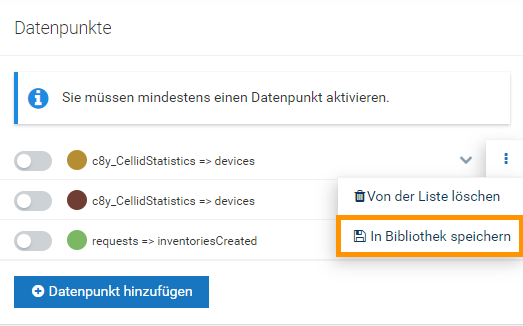 Datenpunkte
Sie müssen mindestens einen Datenpunkt aktivieren.
c8y_CellidStatistics => devices
c8y_CellidStatistics => devices
Von der Liste löschen
requests => inventoriesCreated
In Bibliothek speichern
Datenpunkt hinzufügen